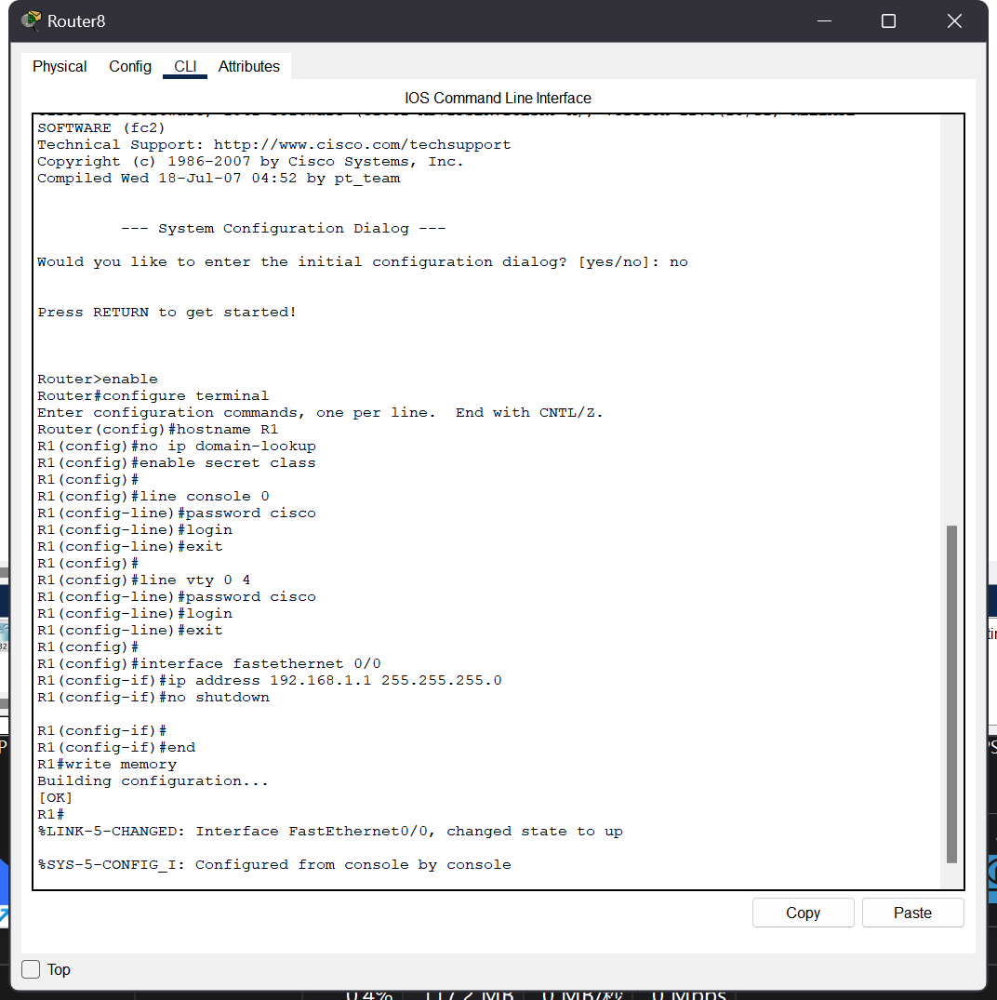 Router8
Physical Config CLI Attributes
IOS Command Line Interface
SOFTWARE (fc2)
Technical Support: http://www.cisco.com/techsupport
Copyright (c) 1986-2007 by Cisco Systems, Inc.
Compiled Wed 18-Jul-07 04:52 by pt_team
--- System Configuration Dialog ---
Would you like to enter the initial configuration dialog? [yes/no]: no
Press RETURN to get started!
Router>enable
Router#configure terminal
Enter configuration commands, one per line.  End with CNTL/Z.
Router(config)#hostname R1
R1(config)#no ip domain-lookup
R1(config)#enable secret class
R1(config)#
R1(config)#line console 0
R1(config-line)#password cisco
R1(config-line)#login
R1(config-line)#exit
R1(config)#
R1(config)#line vty 0 4
R1(config-line)#password cisco
R1(config-line)#login
R1(config-line)#exit
R1(config)#
R1(config)#interface fastethernet 0/0
R1(config-if)#ip address 192.168.1.1 255.255.255.0
R1(config-if)#no shutdown
R1(config-if)#
R1(config-if)#end
R1#write memory
Building configuration...
[OK]
R1#
%LINK-5-CHANGED: Interface FastEthernet0/0, changed state to up
%SYS-5-CONFIG_I: Configured from console by console
Copy Paste
Top